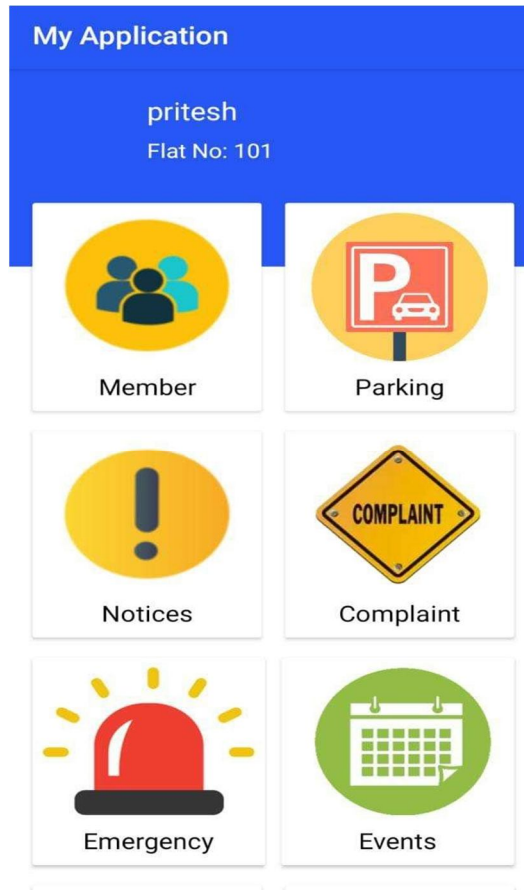 My Application
pritesh
Flat No: 101
P
Member
Parking
COMPLAINT
Notices
Complaint
Emergency
Events